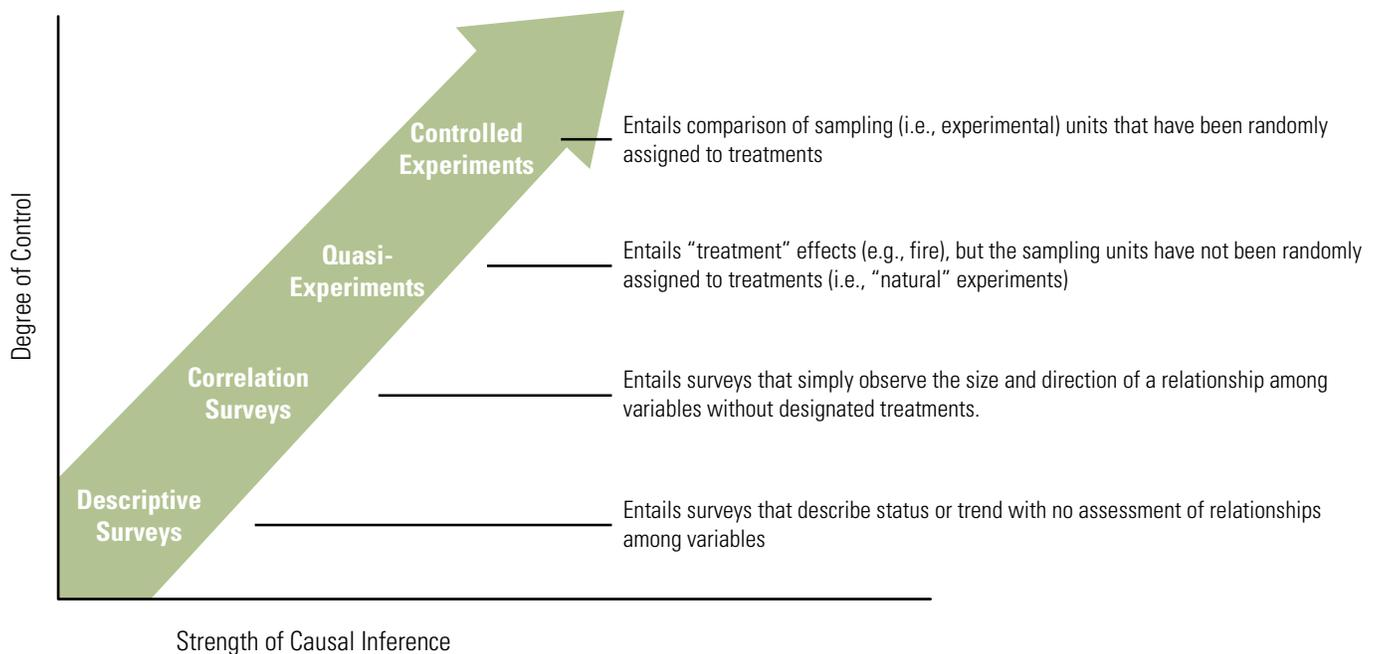 Degree of Control
Controlled
Experiments
Entails comparison of sampling (i.e., experimental) units that have been randomly
assigned to treatments
Quasi-
Experiments
Entails “treatment” effects (e.g., fire), but the sampling units have not been randomly
assigned to treatments (i.e., “natural” experiments)
Correlation
Surveys
Entails surveys that simply observe the size and direction of a relationship among
variables without designated treatments.
Descriptive
Surveys
Entails surveys that describe status or trend with no assessment of relationships
among variables
Strength of Causal Inference